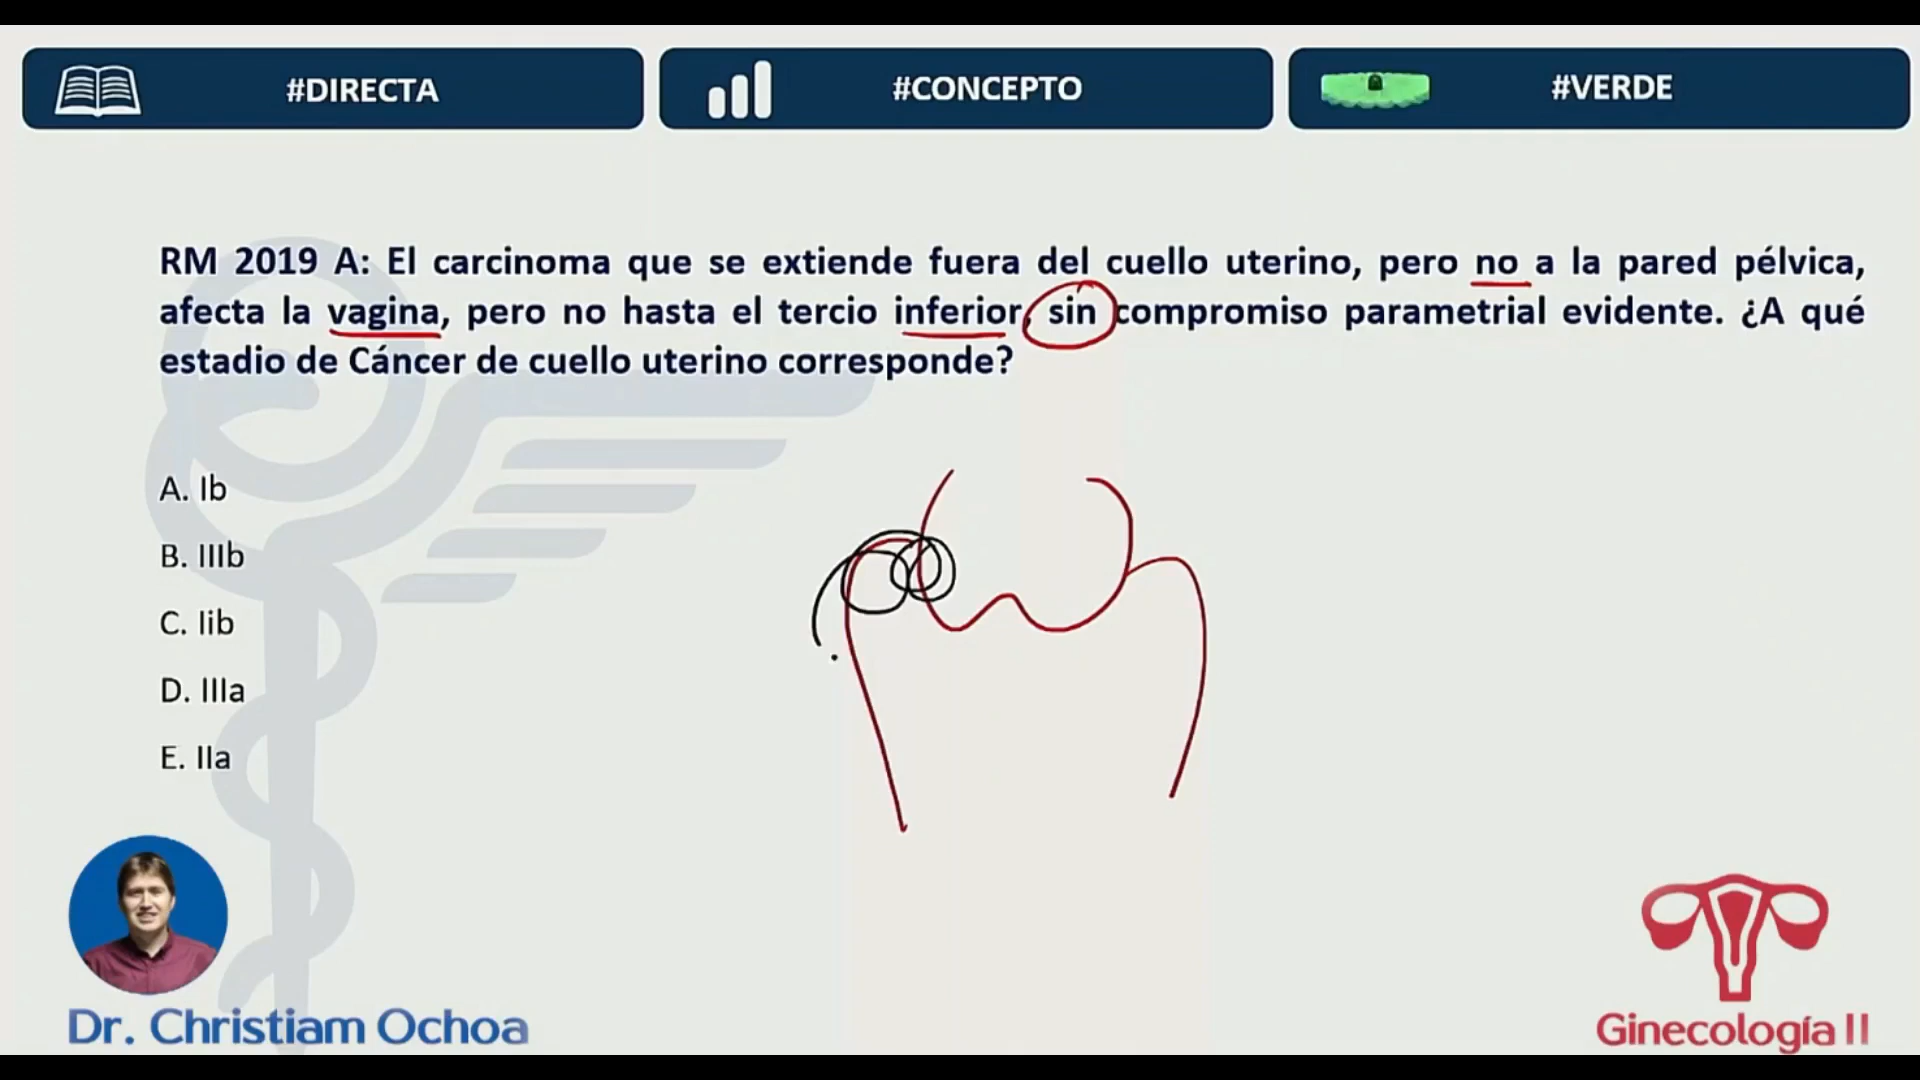 #DIRECTA
#CONCEPTO
#VERDE
RM 2019 A: El carcinoma que se extiende fuera del cuello uterino, pero no a la pared pélvica,
afecta la vagina, pero no hasta el tercio inferior, sin compromiso parametrial evidente. ¿A qué
estadio de Cáncer de cuello uterino corresponde?
A. Ib
B. IIIb
C. Iib
D. IIIa
E. IIa
Dr. Christiam Ochoa
Ginecología II